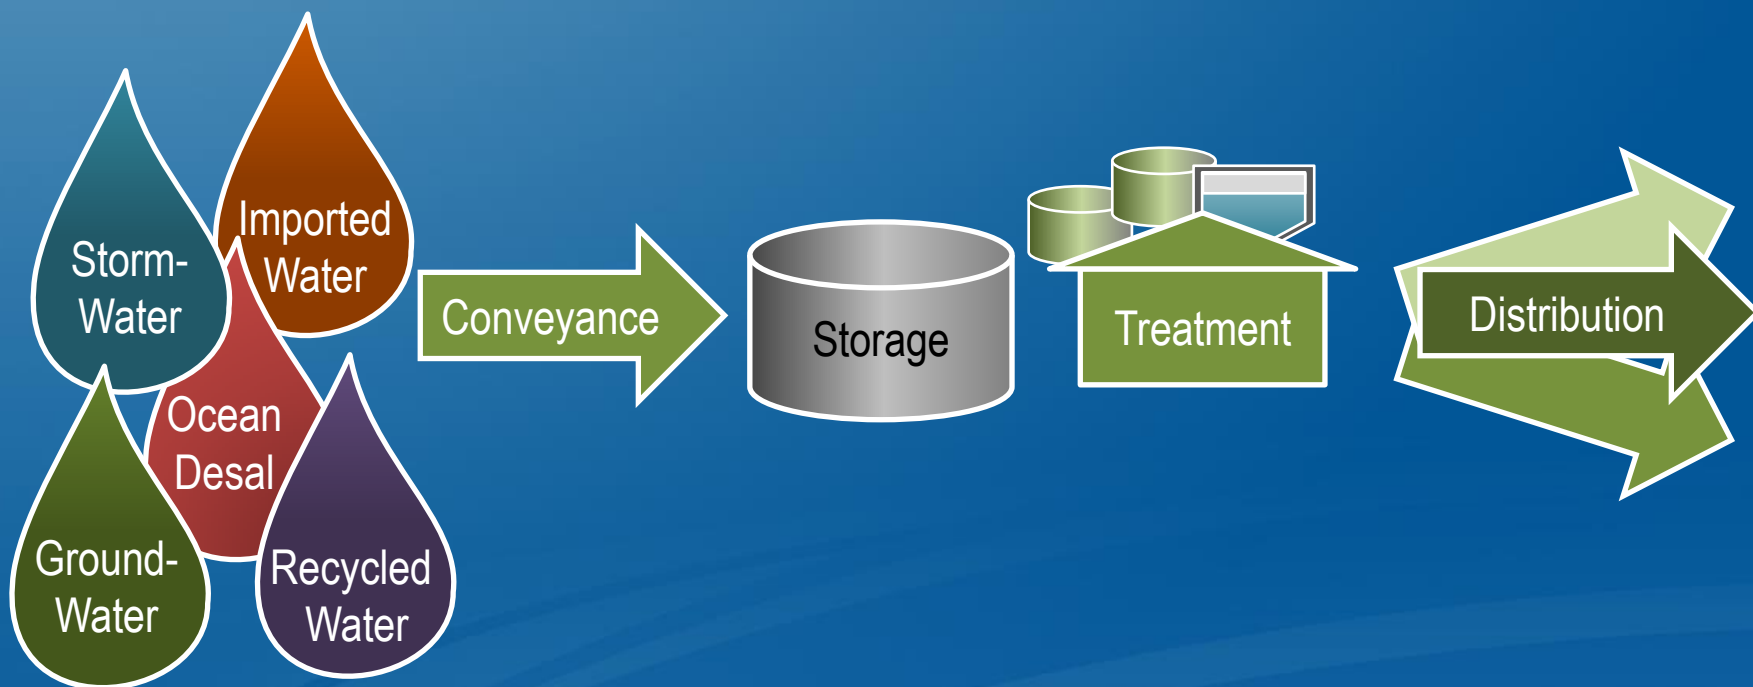 Storm-
Water
Imported
Water
Ocean
Desal
Ground-
Water
Recycled
Water
Conveyance
Storage
Treatment
Distribution